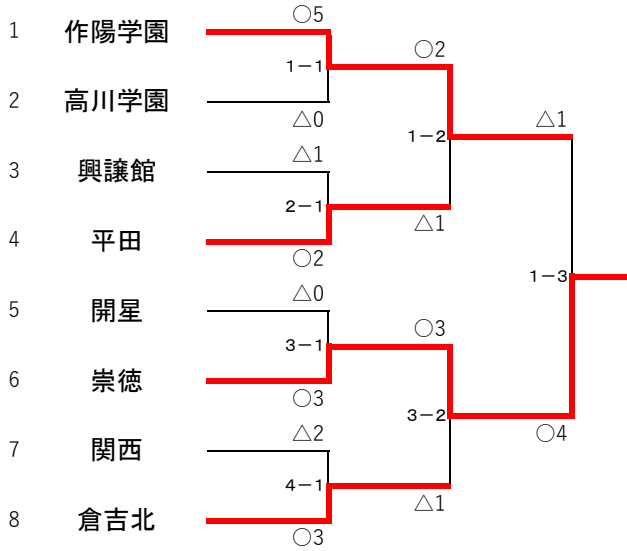 ○5
1 作陽学園
○2
1-1
2 高川学園
△0
△1
1-2
△1
3 興譲館
2-1
△1
4 平田
○2
1-3
△0
5 開星
○3
3-1
6 崇徳
○3
3-2
○4
△2
7 関西
4-1
△1
8 倉吉北
○3